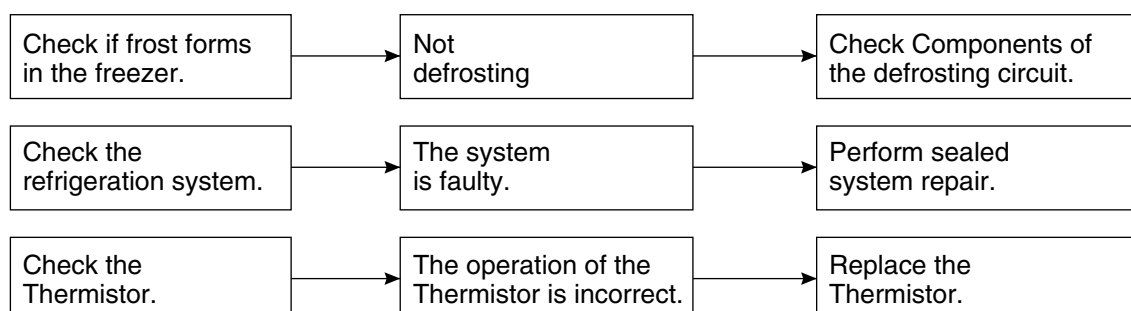 Check if frost forms
in the freezer.
Not
defrosting
Check Components of
the defrosting circuit.
Check the
refrigeration system.
The system
is faulty.
Perform sealed
system repair.
Check the
Thermistor.
The operation of the
Thermistor is incorrect.
Replace the
Thermistor.